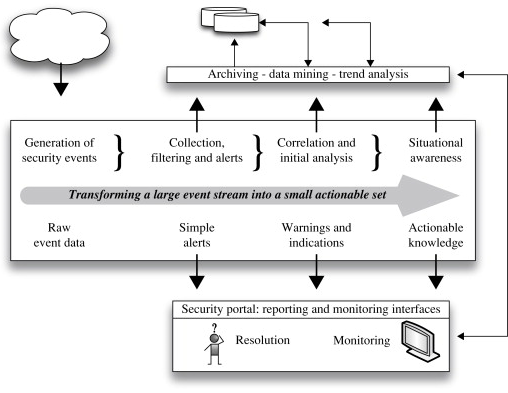 Archiving - data mining - trend analysis
Generation of
security events
}
Collection,
filtering and alerts
}
Correlation and
initial analysis
}
Situational
awareness
Transforming a large event stream into a small actionable set
Raw
event data
Simple
alerts
Warnings and
indications
Actionable
knowledge
Security portal: reporting and monitoring interfaces
?
Resolution
Monitoring